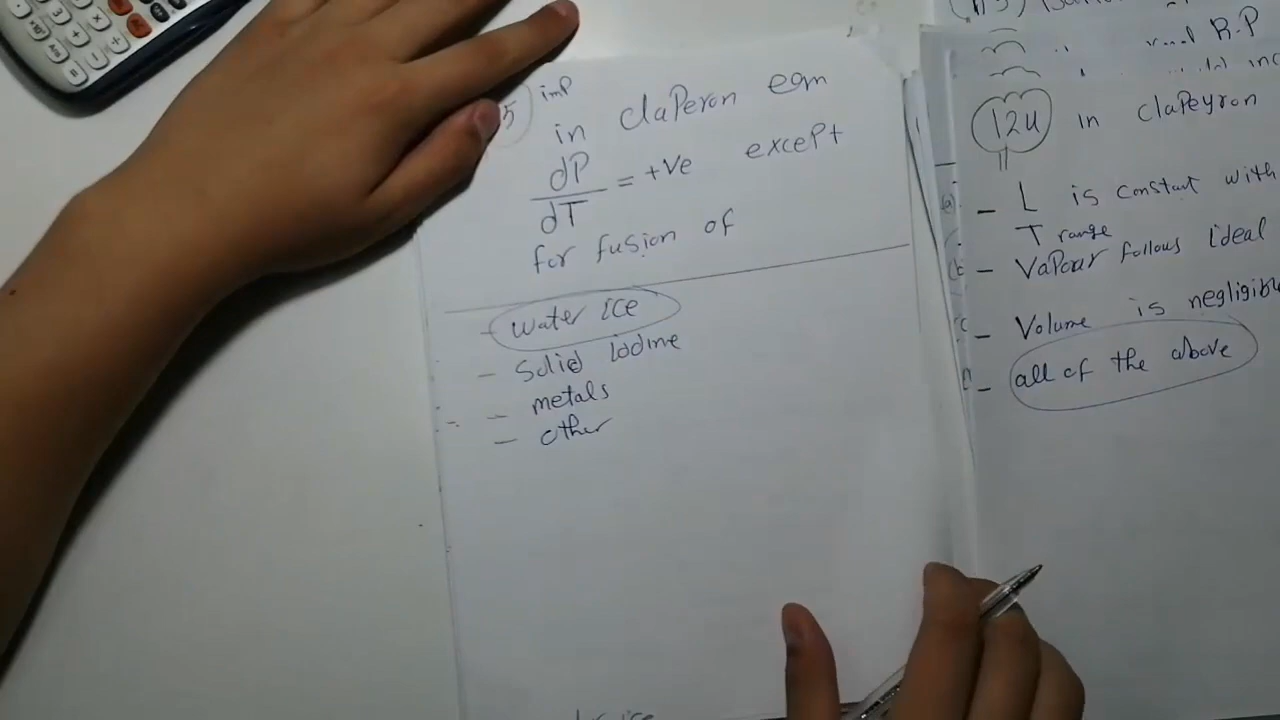 5 imp
in claPeron eqn
dP/dT = +ve except
for fusion of
- water ice
- Solid Iodine
- metals
- other
R.P
124 in claPeyron
- L is constant with
T range
- Vapour follows ideal
- Volume is negligible
- all of the above